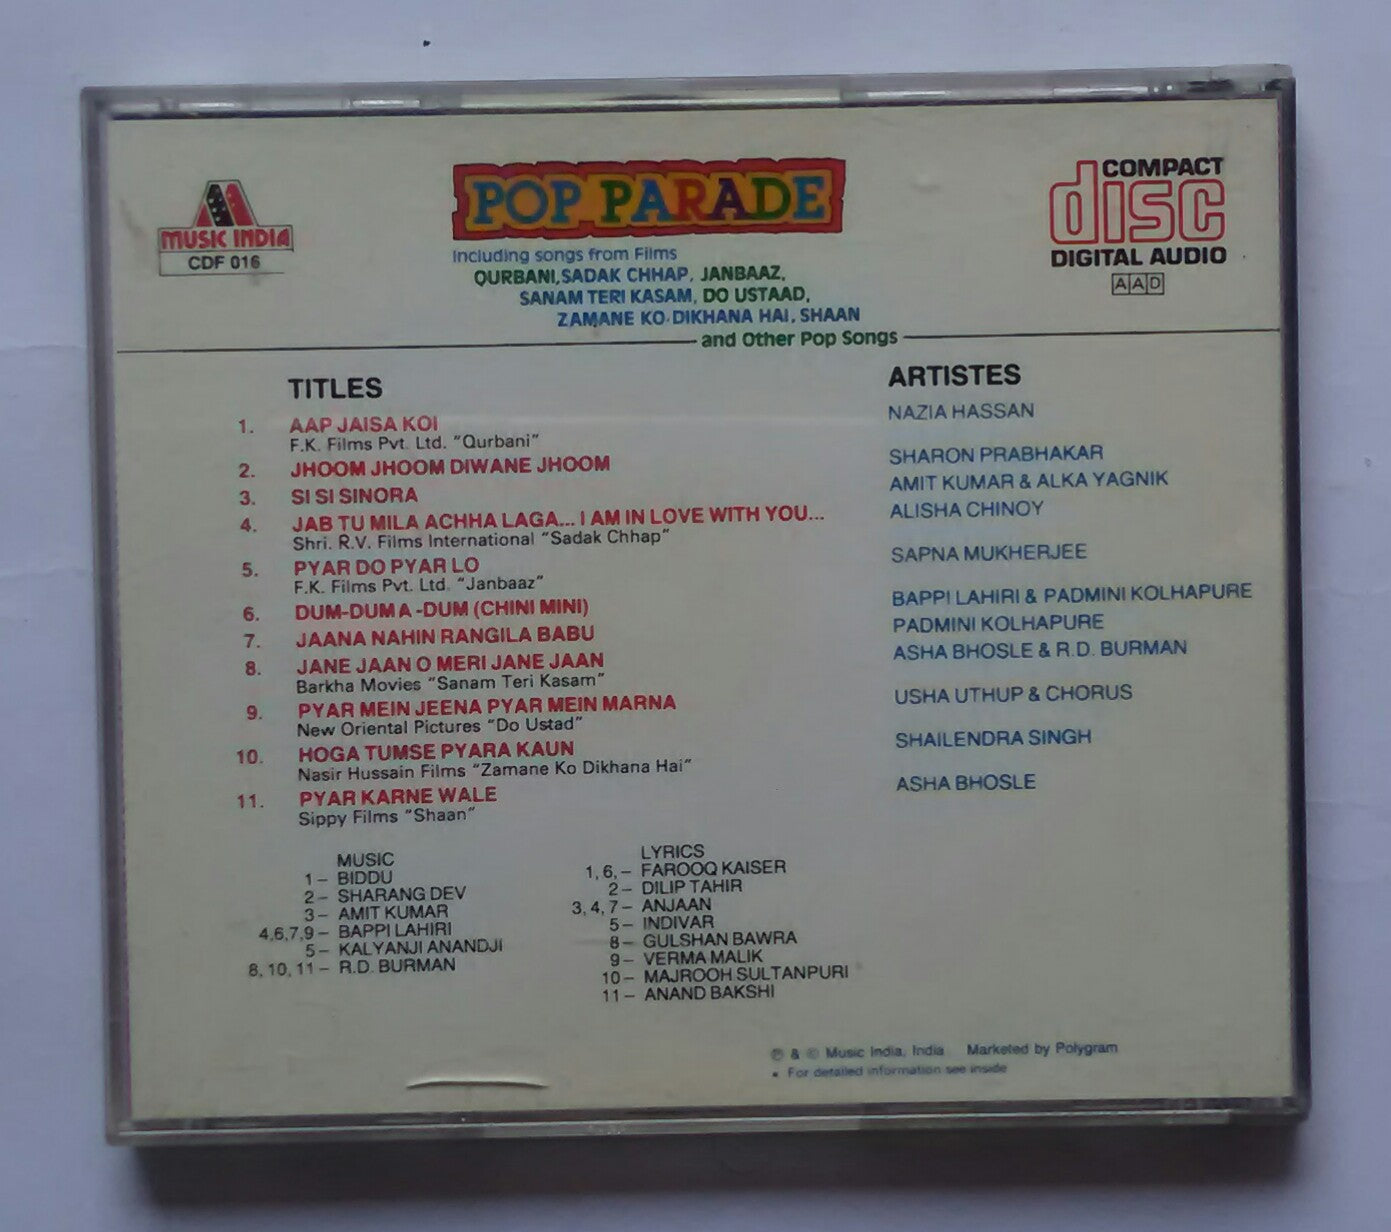 MUSIC INDIA
CDF 016
POP PARADE
Including songs from Films
QURBANI, SADAK CHHAP, JANBAAZ,
SANAM TERI KASAM, DO USTAAD,
ZAMANE KO DIKHANA HAI, SHAAN
and Other Pop Songs
COMPACT
disc
DIGITAL AUDIO
AAD
TITLES ARTISTES
1. AAP JAISA KOI NAZIA HASSAN
F.K. Films Pvt. Ltd. "Qurbani"
2. JHOOM JHOOM DIWANE JHOOM SHARON PRABHAKAR
3. SI SI SINORA AMIT KUMAR & ALKA YAGNIK
4. JAB TU MILA ACHHA LAGA... I AM IN LOVE WITH YOU... ALISHA CHINOY
Shri. R.V. Films International "Sadak Chhap"
5. PYAR DO PYAR LO SAPNA MUKHERJEE
F.K. Films Pvt. Ltd. "Janbaaz"
6. DUM-DUM A-DUM (CHINI MINI) BAPPI LAHIRI & PADMINI KOLHAPURE
7. JAANA NAHIN RANGILA BABU PADMINI KOLHAPURE
8. JANE JAAN O MERI JANE JAAN ASHA BHOSLE & R.D. BURMAN
Barkha Movies "Sanam Teri Kasam"
9. PYAR MEIN JEENA PYAR MEIN MARNA USHA UTHUP & CHORUS
New Oriental Pictures "Do Ustad"
10. HOGA TUMSE PYARA KAUN SHAILENDRA SINGH
Nasir Hussain Films "Zamane Ko Dikhana Hai"
11. PYAR KARNE WALE ASHA BHOSLE
Sippy Films "Shaan"
MUSIC
1 – BIDDU
2 – SHARANG DEV
3 – AMIT KUMAR
4,6,7,9 – BAPPI LAHIRI
5 – KALYANJI ANANDJI
8, 10, 11 – R.D. BURMAN
LYRICS
1, 6, – FAROOQ KAISER
2 – DILIP TAHIR
3, 4, 7 – ANJAAN
5 – INDIVAR
8 – GULSHAN BAWRA
9 – VERMA MALIK
10 – MAJROOH SULTANPURI
11 – ANAND BAKSHI
℗ & © Music India, India Marketed by Polygram
• For detailed information see inside